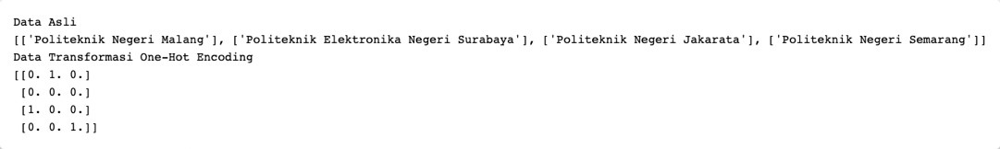 Data Asli
[['Politeknik Negeri Malang'], ['Politeknik Elektronika Negeri Surabaya'], ['Politeknik Negeri Jakarata'], ['Politeknik Negeri Semarang']]
Data Transformasi One-Hot Encoding
[[0. 1. 0.]
 [0. 0. 0.]
 [1. 0. 0.]
 [0. 0. 1.]]